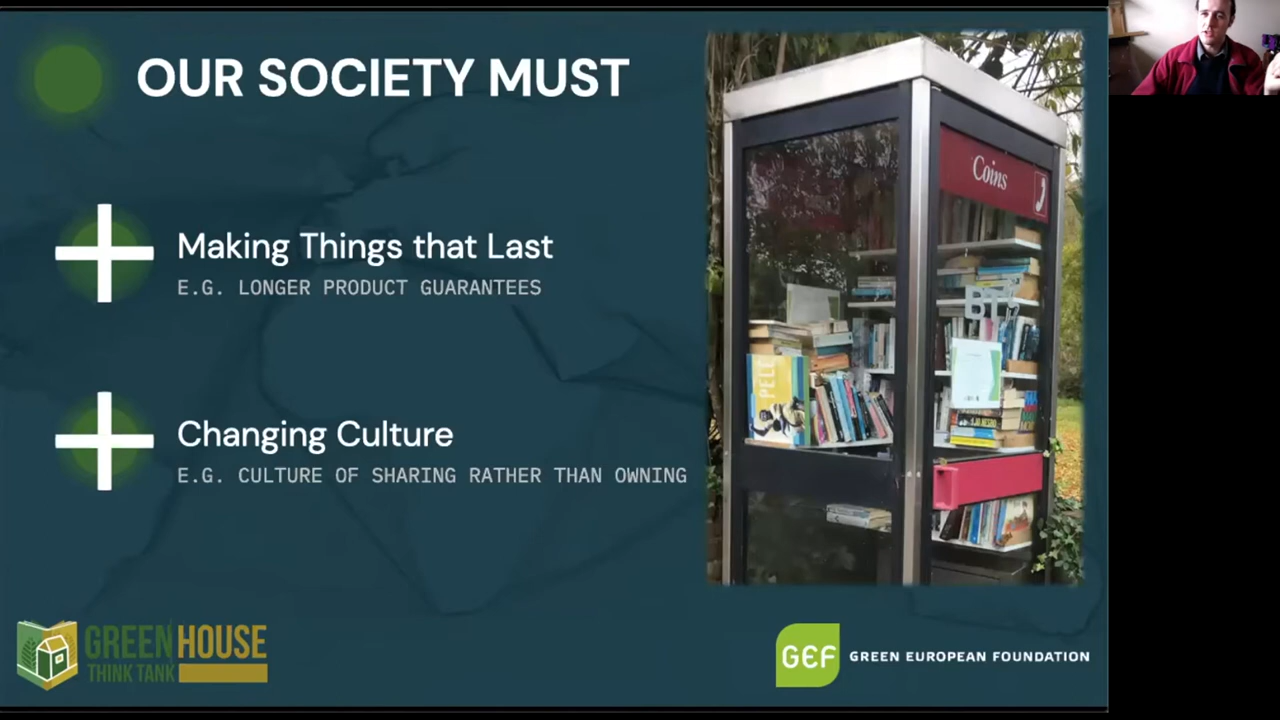 OUR SOCIETY MUST
Making Things that Last
E.G. LONGER PRODUCT GUARANTEES
Changing Culture
E.G. CULTURE OF SHARING RATHER THAN OWNING
Coins
BT
PELÉ
GREEN HOUSE
THINK TANK
GEF
GREEN EUROPEAN FOUNDATION